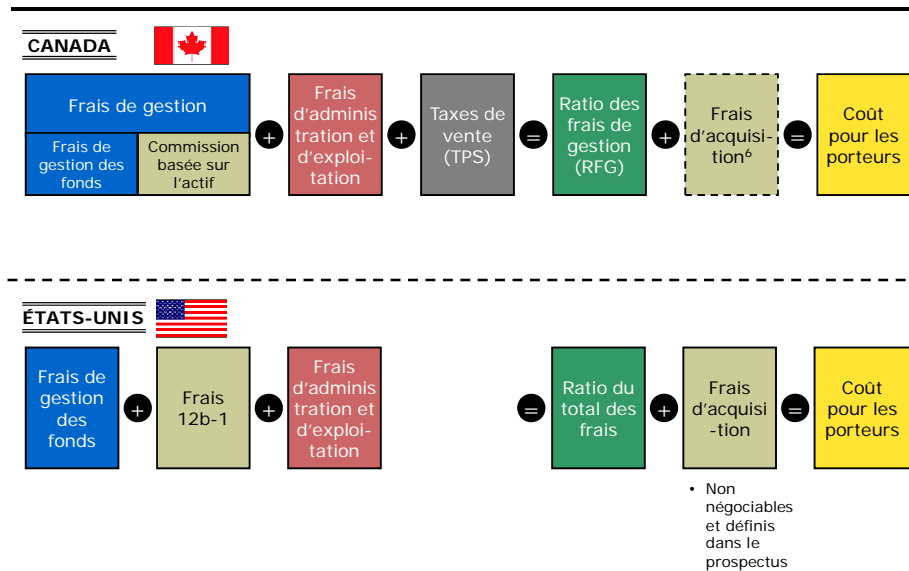 CANADA
Frais de gestion
Frais de
gestion des
fonds
Commission
basée sur
l'actif
+
Frais
d'adminis
tration et
d'exploi-
tation
+
Taxes de
vente
(TPS)
=
Ratio des
frais de
gestion
(RFG)
+
Frais
d'acquisi-
tion6
=
Coût
pour les
porteurs
ÉTATS-UNIS
Frais de
gestion
des
fonds
+
Frais
12b-1
+
Frais
d'adminis
tration et
d'exploi-
tation
=
Ratio du
total des
frais
+
Frais
d'acquisi
-tion
=
Coût
pour les
porteurs
• Non
négociables
et définis
dans le
prospectus